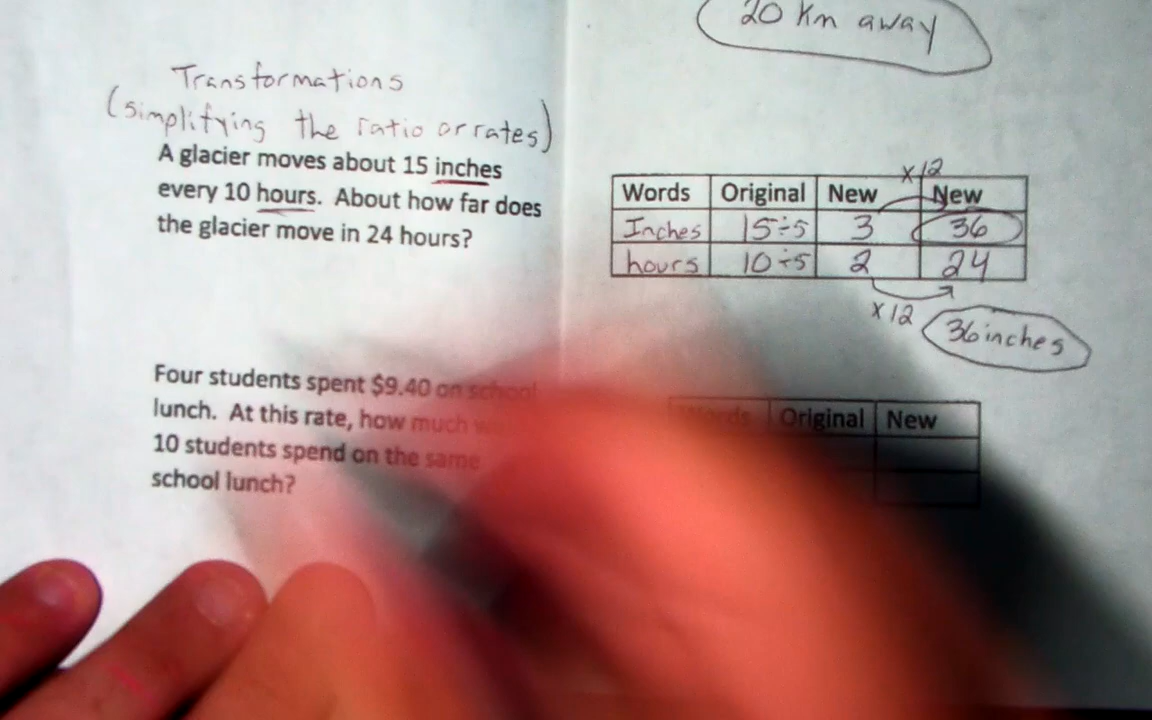 20 Km away
Transformations
(simplifying the ratio or rates)
A glacier moves about 15 inches
every 10 hours. About how far does
the glacier move in 24 hours?
x12
Words Original New New
Inches 15÷5 3 36
hours 10÷5 2 24
x12
36 inches
Four students spent $9.40 on school
lunch. At this rate, how much
10 students spend on the same
school lunch?
Words Original New